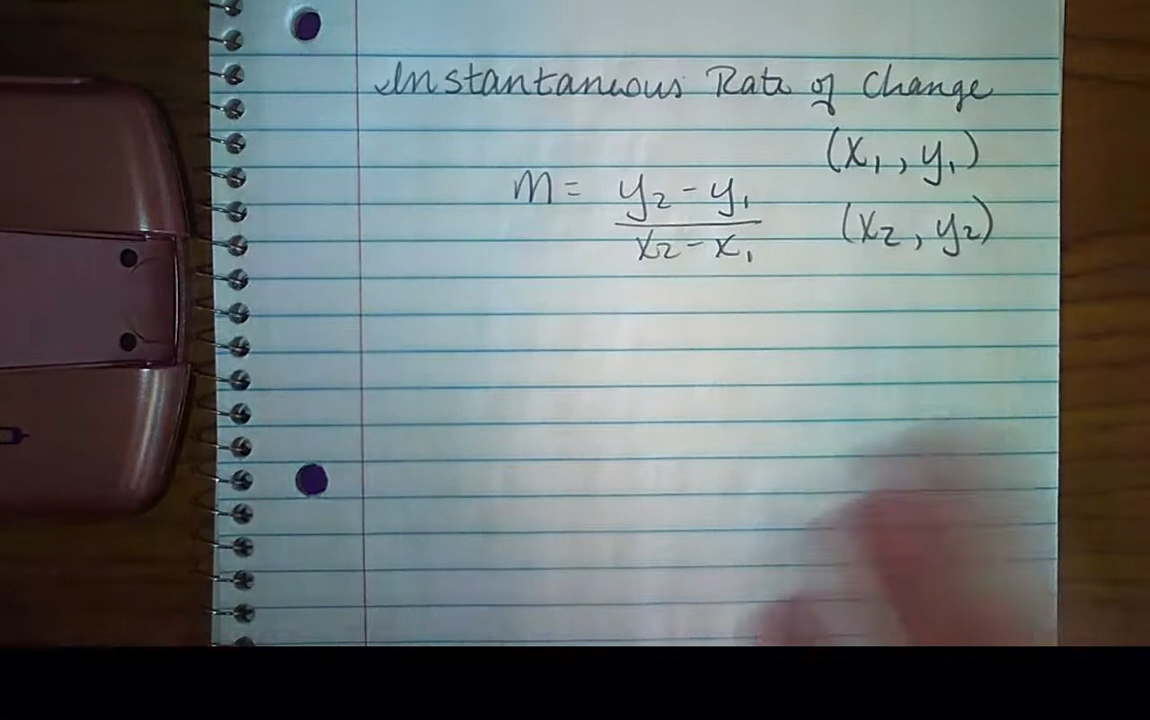 Instantaneous Rate of Change
(x₁, y₁)
m = y₂ - y₁ / x₂ - x₁
(x₂, y₂)